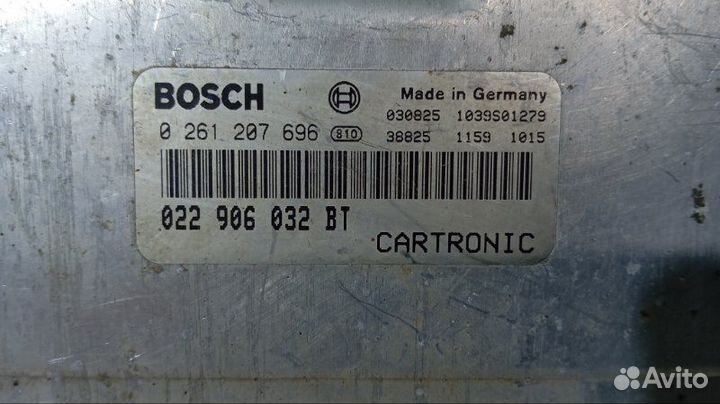 BOSCH
Made in Germany
030825 1039S01279
0 261 207 696 810 38825 1159 1015
022 906 032 BT
CARTRONIC
Avito